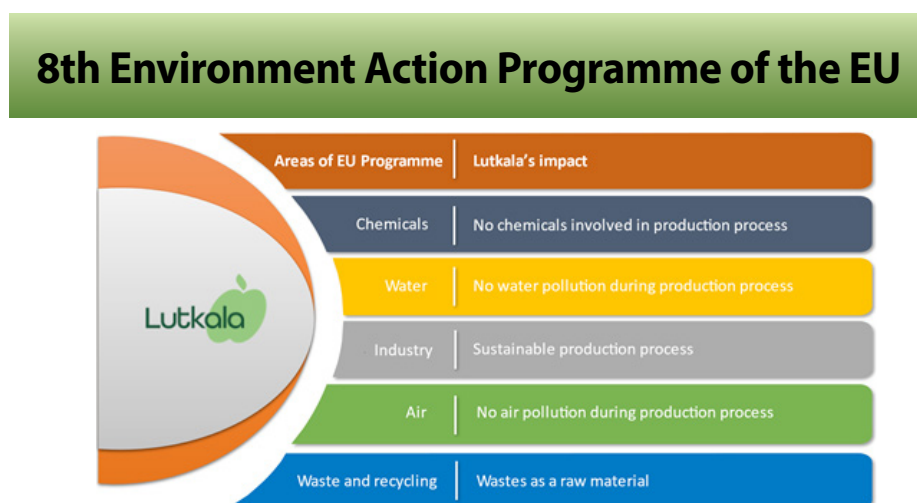 8th Environment Action Programme of the EU
Areas of EU Programme Lutkala's impact
Chemicals No chemicals involved in production process
Water No water pollution during production process
Lutkala
Industry Sustainable production process
Air No air pollution during production process
Waste and recycling Wastes as a raw material